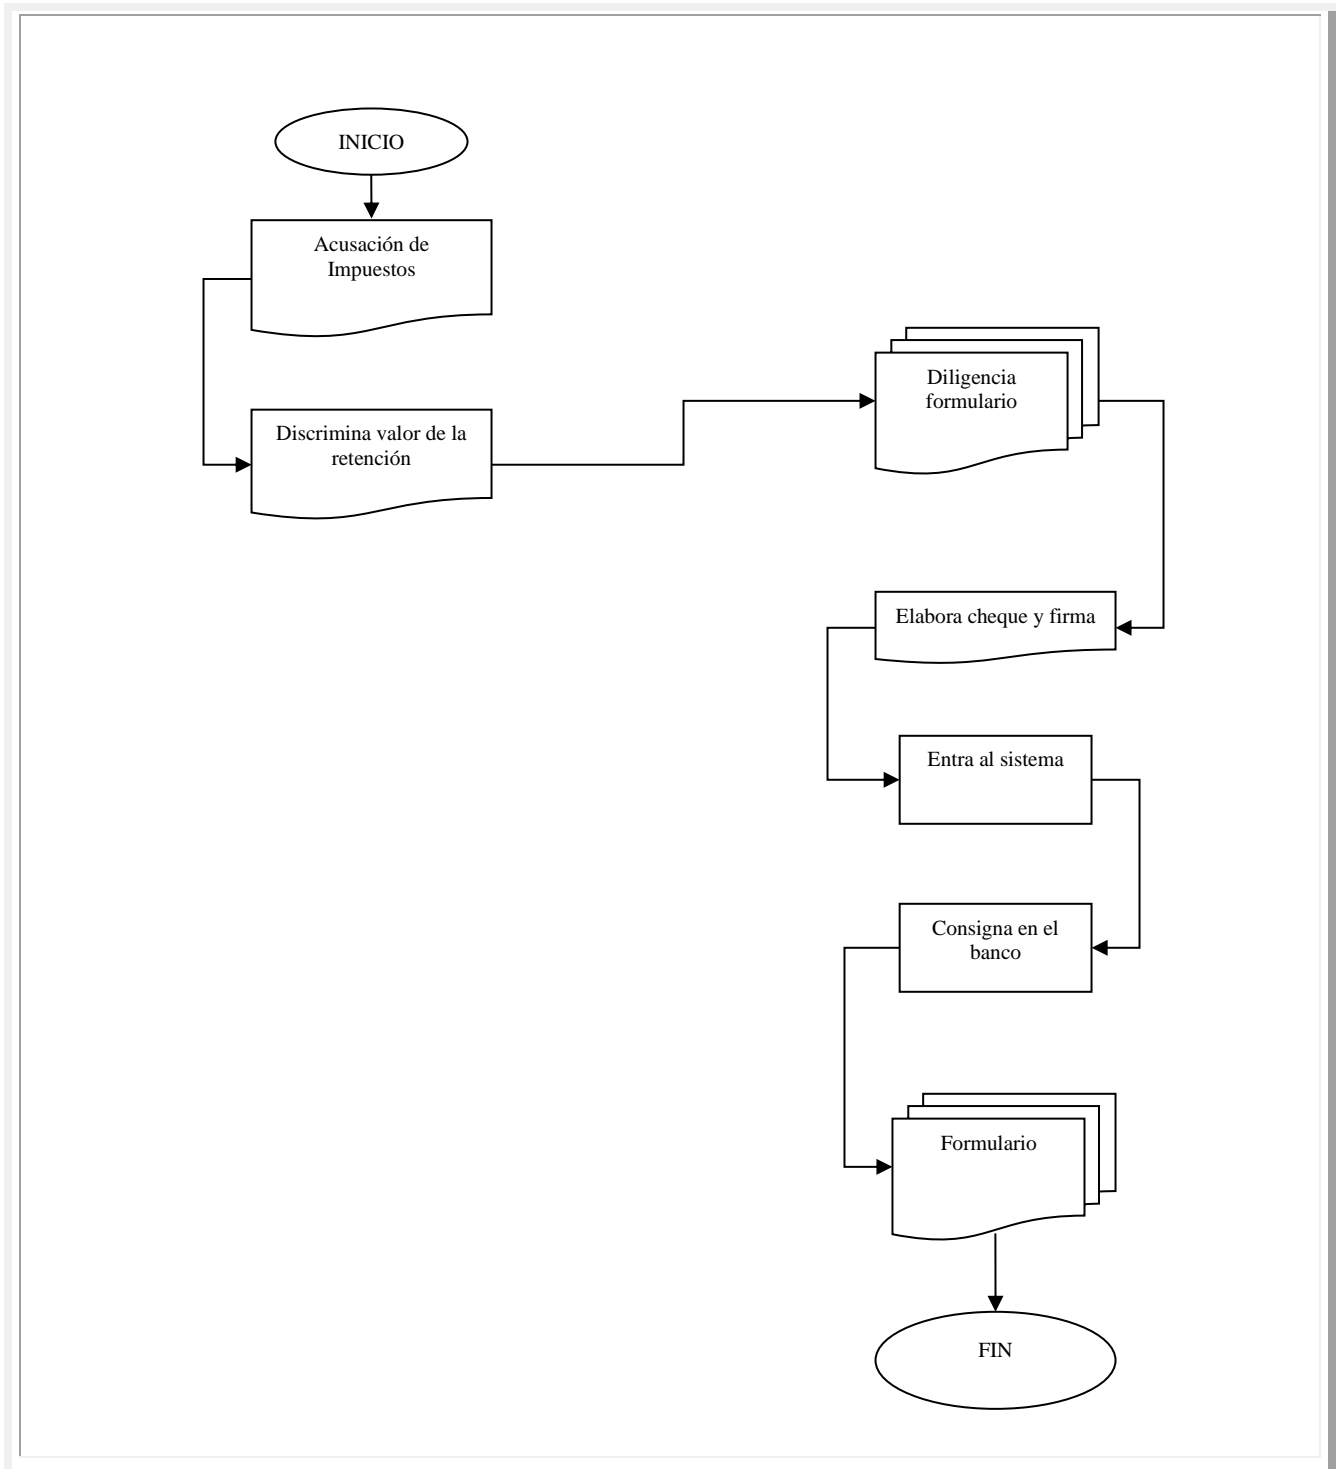 INICIO
Acusación de
Impuestos
Discrimina valor de la
retención
Diligencia
formulario
Elabora cheque y firma
Entra al sistema
Consigna en el
banco
Formulario
FIN